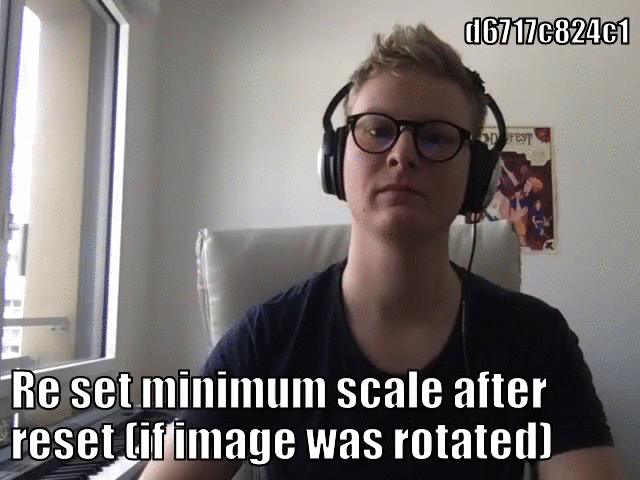 d6717c824c1
Re set minimum scale after
reset (if image was rotated)